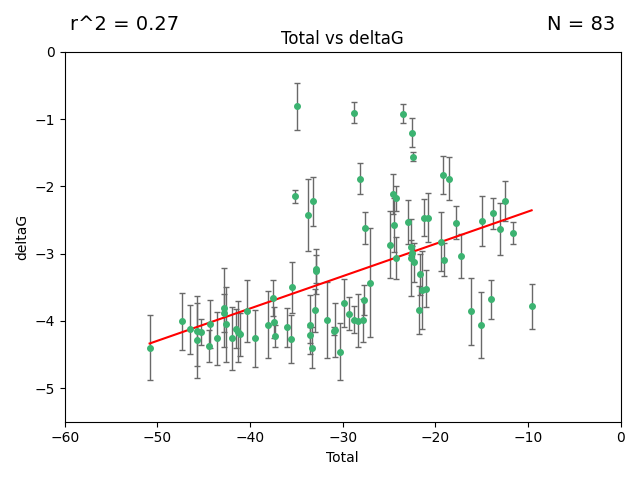 r^2 = 0.27
N = 83
Total vs deltaG
0
−1
−2
−3
−4
−5
deltaG
−60 −50 −40 −30 −20 −10 0
Total